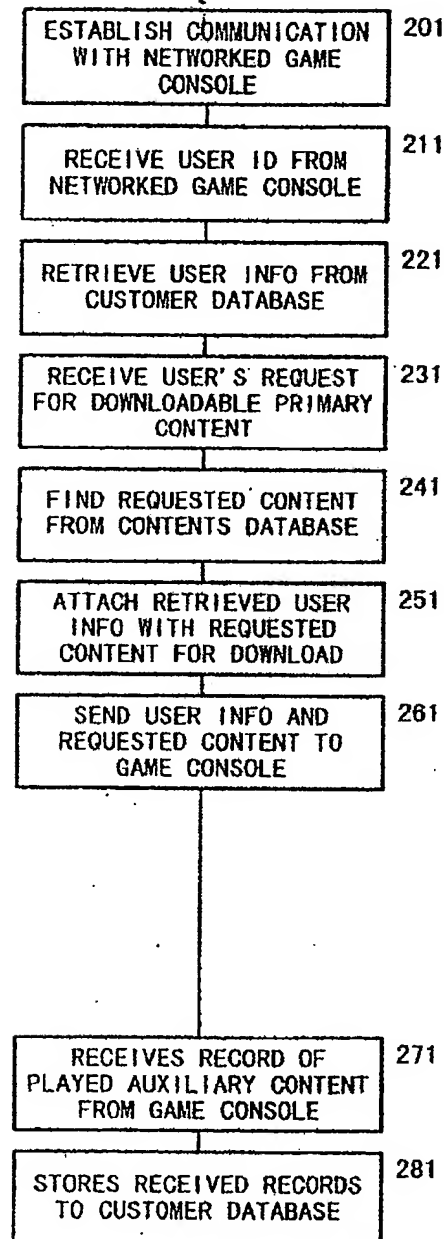 ESTABLISH COMMUNICATION
WITH NETWORKED GAME
CONSOLE
201
RECEIVE USER ID FROM
NETWORKED GAME CONSOLE
211
RETRIEVE USER INFO FROM
CUSTOMER DATABASE
221
RECEIVE USER'S REQUEST
FOR DOWNLOADABLE PRIMARY
CONTENT
231
FIND REQUESTED CONTENT
FROM CONTENTS DATABASE
241
ATTACH RETRIEVED USER
INFO WITH REQUESTED
CONTENT FOR DOWNLOAD
251
SEND USER INFO AND
REQUESTED CONTENT TO
GAME CONSOLE
261
RECEIVES RECORD OF
PLAYED AUXILIARY CONTENT
FROM GAME CONSOLE
271
STORES RECEIVED RECORDS
TO CUSTOMER DATABASE
281